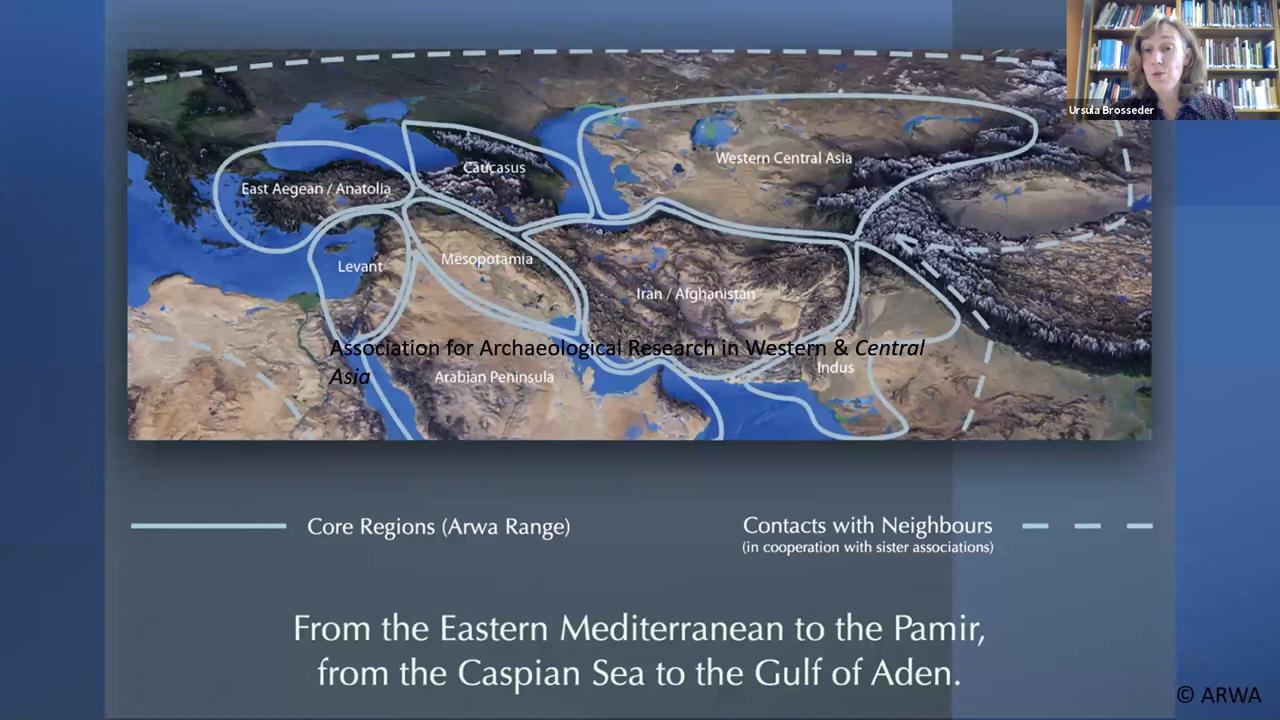 Ursula Brosseder
Caucasus
Western Central Asia
East Aegean / Anatolia
Levant
Mesopotamia
Iran / Afghanistan
Association for Archaeological Research in Western & Central
Asia
Arabian Peninsula
Indus
Core Regions (Arwa Range)
Contacts with Neighbours
(in cooperation with sister associations)
From the Eastern Mediterranean to the Pamir,
from the Caspian Sea to the Gulf of Aden.
© ARWA